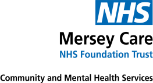 NHS
Mersey Care
NHS Foundation Trust
Community and Mental Health Services